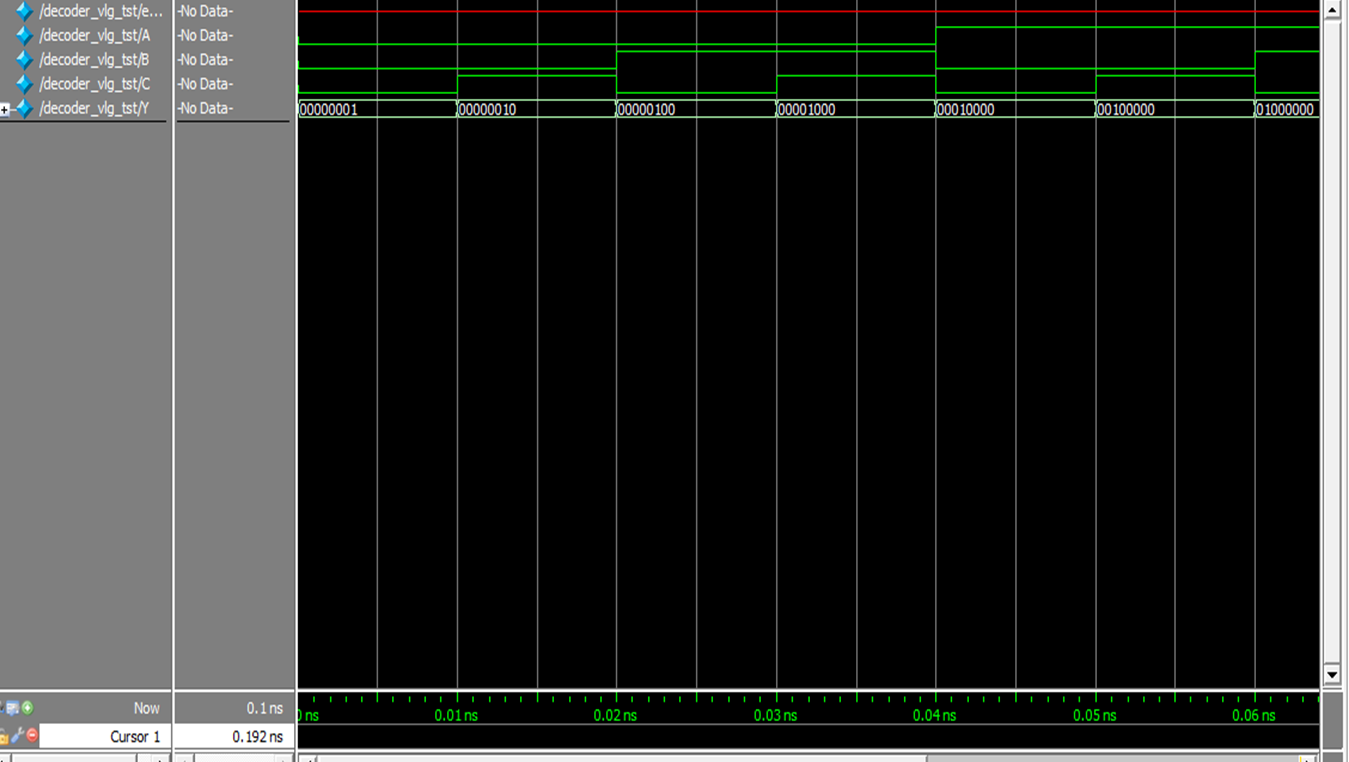 /decoder_vlg_tst/e... -No Data-
/decoder_vlg_tst/A -No Data-
/decoder_vlg_tst/B -No Data-
/decoder_vlg_tst/C -No Data-
/decoder_vlg_tst/Y -No Data- 00000001 00000010 00000100 00001000 00010000 00100000 01000000
Now 0.1 ns
ns 0.01 ns 0.02 ns 0.03 ns 0.04 ns 0.05 ns 0.06 ns
Cursor 1 0.192 ns